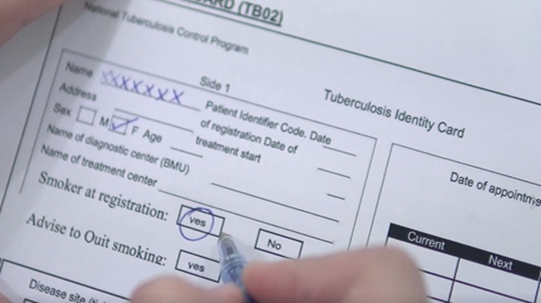 ARD (TB02)
National Tuberculosis Control Program
Side 1
Name XXXXXXX Patient Identifier Code. Date
Address of registration Date of
Sex M ✓ F Age treatment start
Name of diagnostic center (BMU)
Name of treatment center
Smoker at registration: yes No
Advise to Ouit smoking: yes
Disease site
Tuberculosis Identity Card
Date of appointm
Current Next